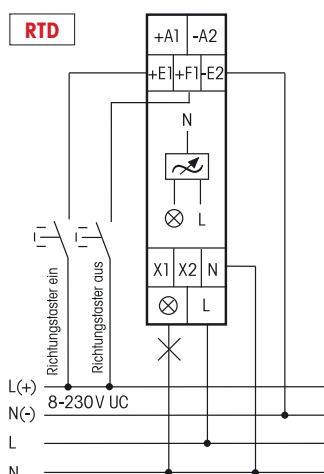 RTD
+A1 -A2
+E1 +F1 -E2
N
L
X1 X2 N
L
Richtungstaster ein
Richtungstaster aus
L(+)
8-230V UC
N(-)
L
N